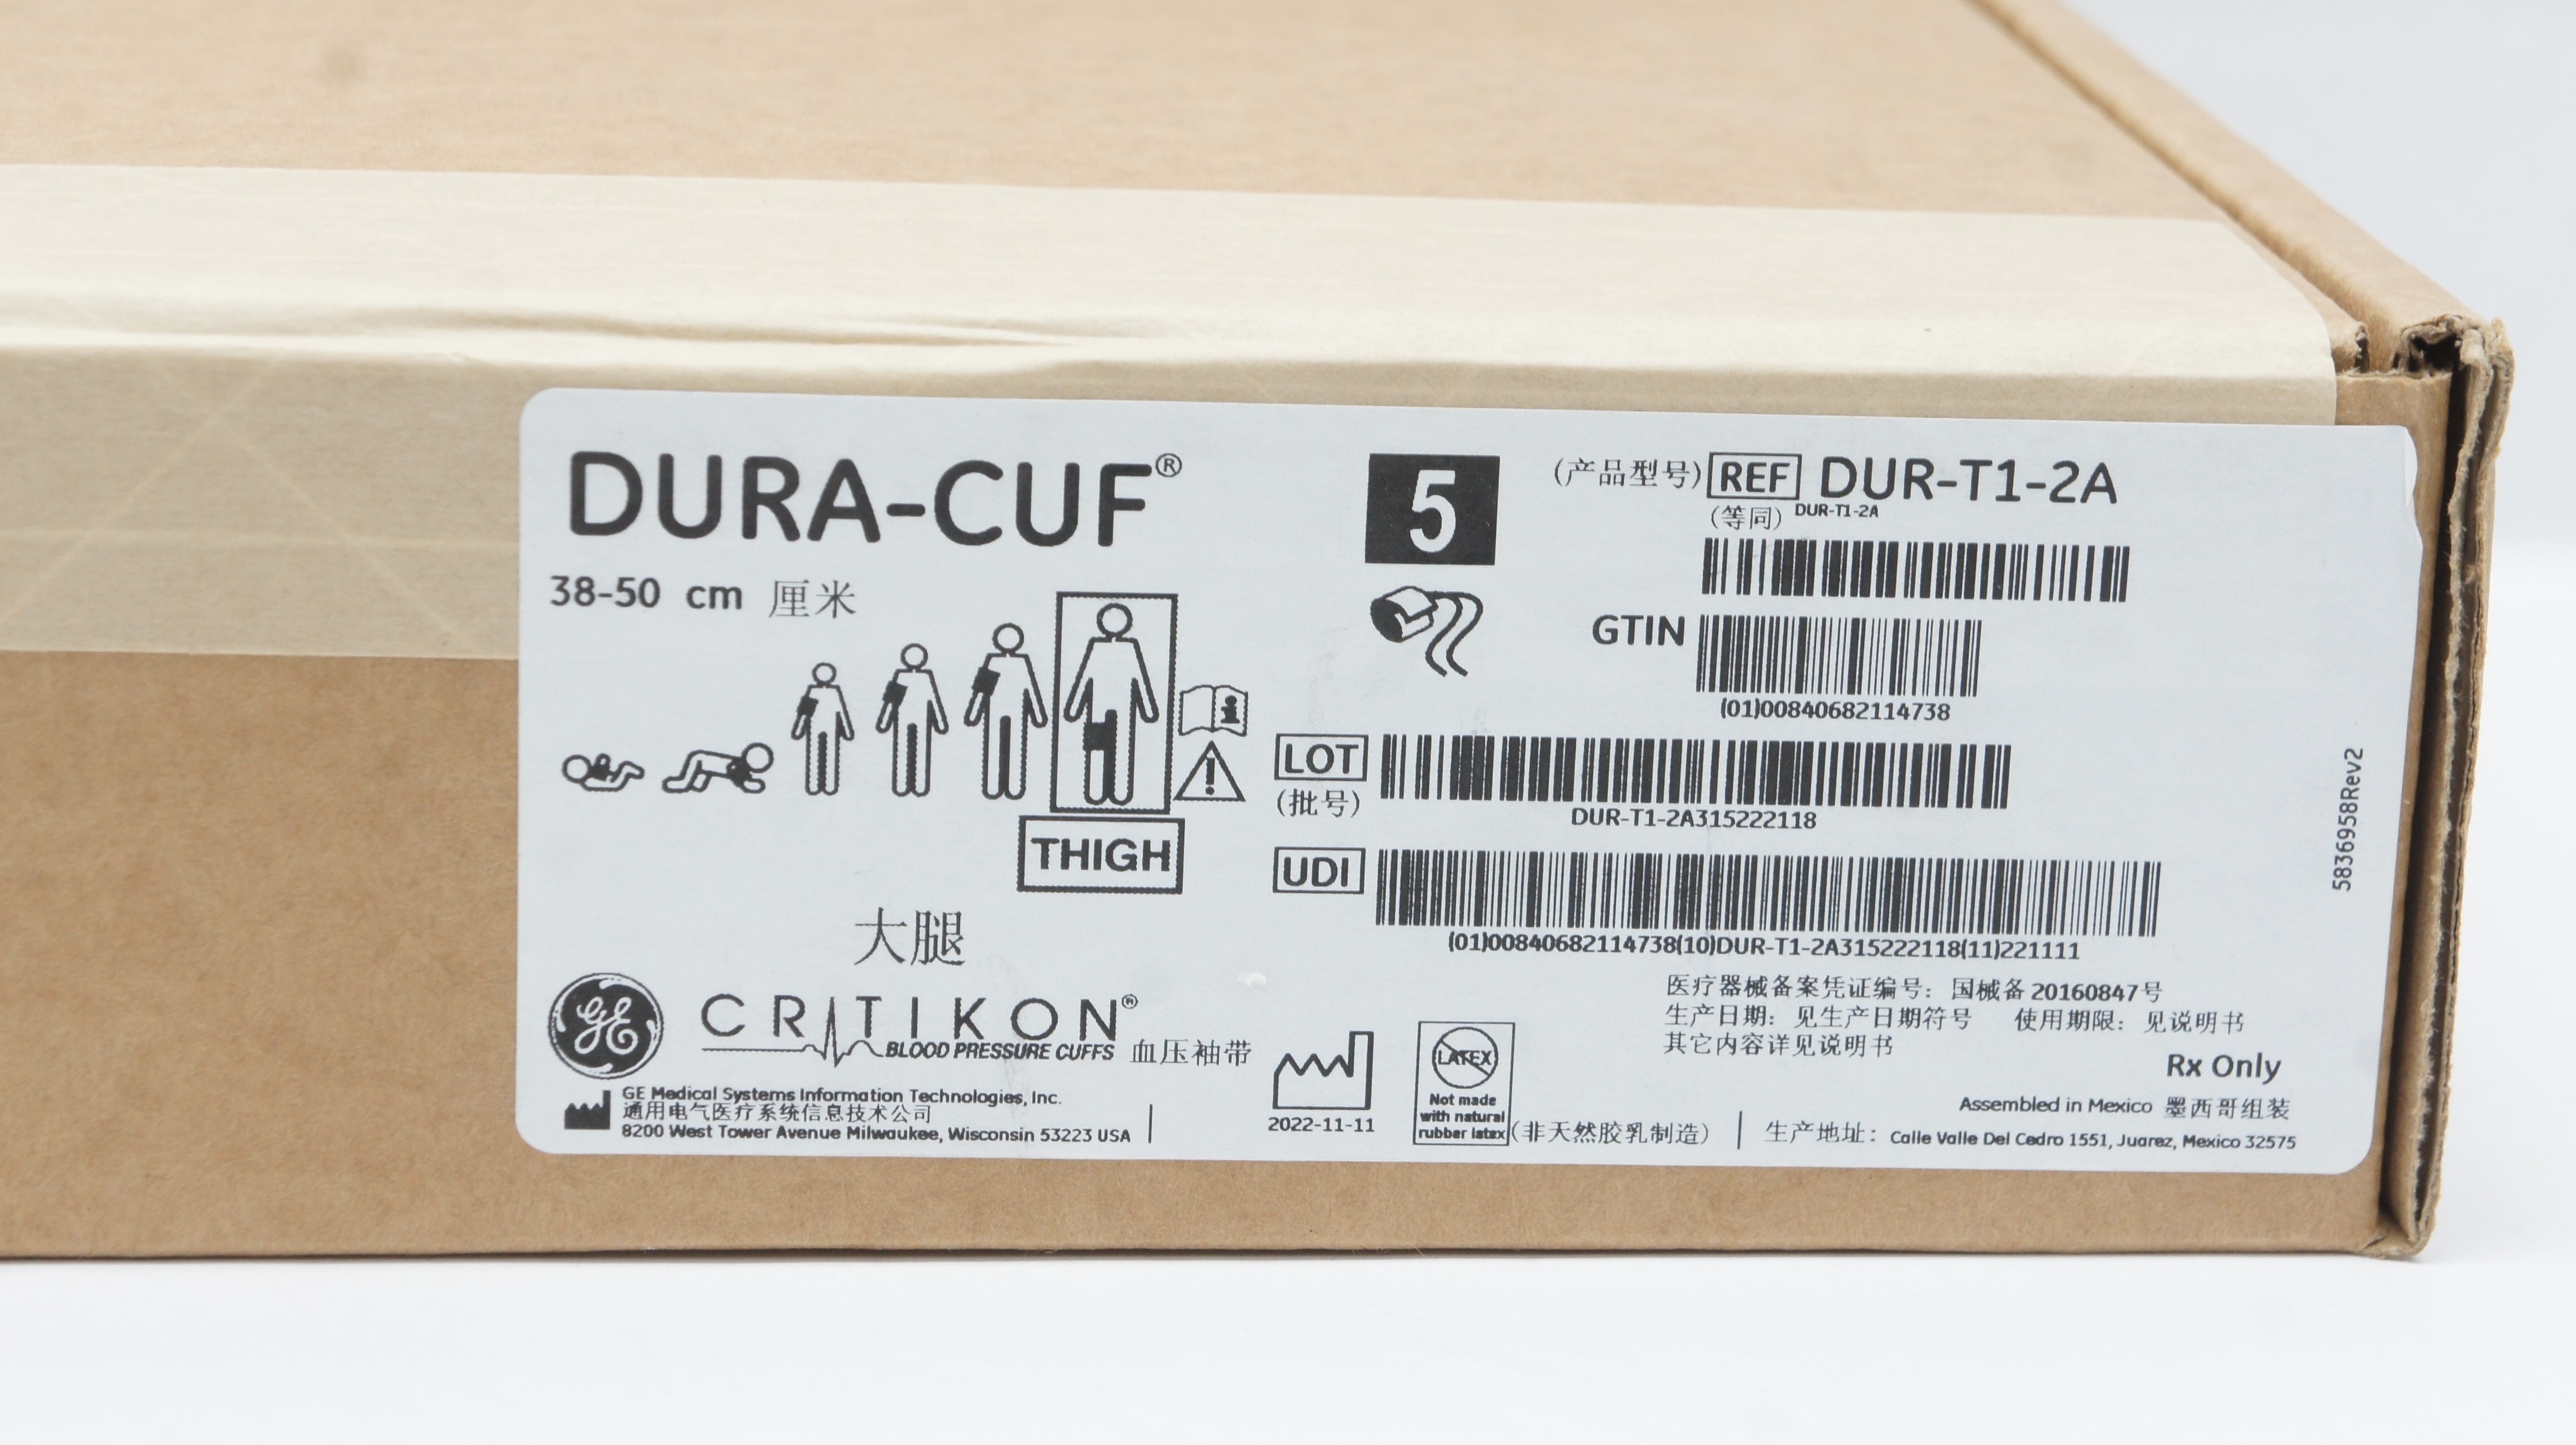 DURA-CUF®
38-50 cm 厘米
THIGH
大腿
GE
CRITIKON®
BLOOD PRESSURE CUFFS 血压袖带
GE Medical Systems Information Technologies, Inc.
通用电气医疗系统信息技术公司
8200 West Tower Avenue Milwaukee, Wisconsin 53223 USA
5
(产品型号) REF DUR-T1-2A
(等同) DUR-T1-2A
GTIN
(01)00840682114738
LOT
(批号)
DUR-T1-2A315222118
UDI
(01)00840682114738(10)DUR-T1-2A315222118(11)221111
医疗器械备案凭证编号: 国械备20160847号
生产日期: 见生产日期符号 使用期限: 见说明书
其它内容详见说明书
Rx Only
2022-11-11
LATEX
Not made
with natural
rubber latex (非天然胶乳制造)
Assembled in Mexico 墨西哥组装
生产地址: Calle Valle Del Cedro 1551, Juarez, Mexico 32575
5836958Rev2